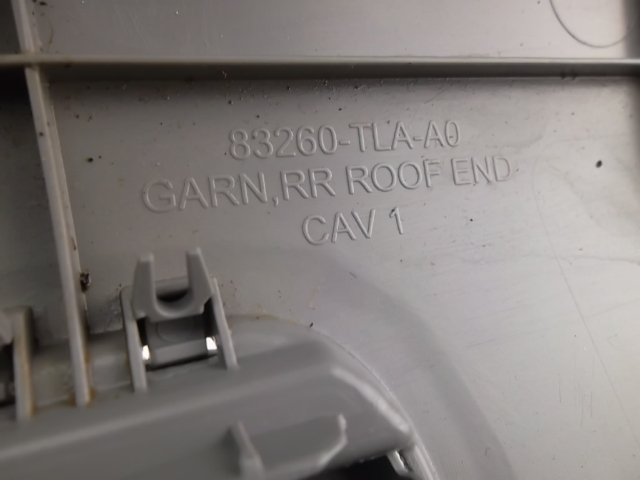 83260-TLA-A0
GARN,RR ROOF END
CAV 1